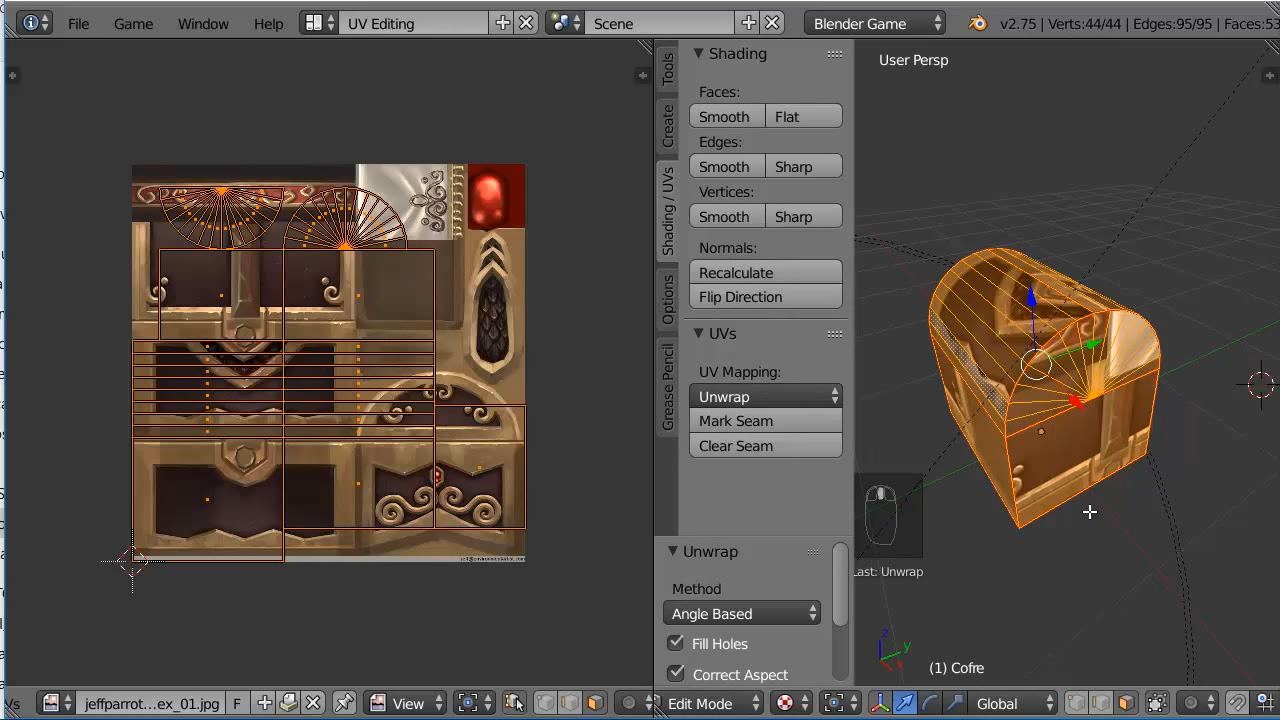 File Game Window Help UV Editing Scene Blender Game v2.75 | Verts:44/44 | Edges:95/95 | Faces:53
Tools
Create
Shading / UVs
Options
Grease Pencil
Shading
Faces:
Smooth Flat
Edges:
Smooth Sharp
Vertices:
Smooth Sharp
Normals:
Recalculate
Flip Direction
UVs
UV Mapping:
Unwrap
Mark Seam
Clear Seam
Unwrap
Method
Angle Based
Fill Holes
Correct Aspect
User Persp
Last: Unwrap
z
y
x
(1) Cofre
Vs jeffparrot...ex_01.jpg F View Edit Mode Global